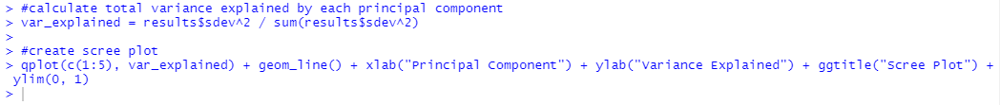 > #calculate total variance explained by each principal component
> var_explained = results$sdev^2 / sum(results$sdev^2)
>
> #create scree plot
> qplot(c(1:5), var_explained) + geom_line() + xlab("Principal Component") + ylab("Variance Explained") + ggtitle("Scree Plot") +
ylim(0, 1)
>